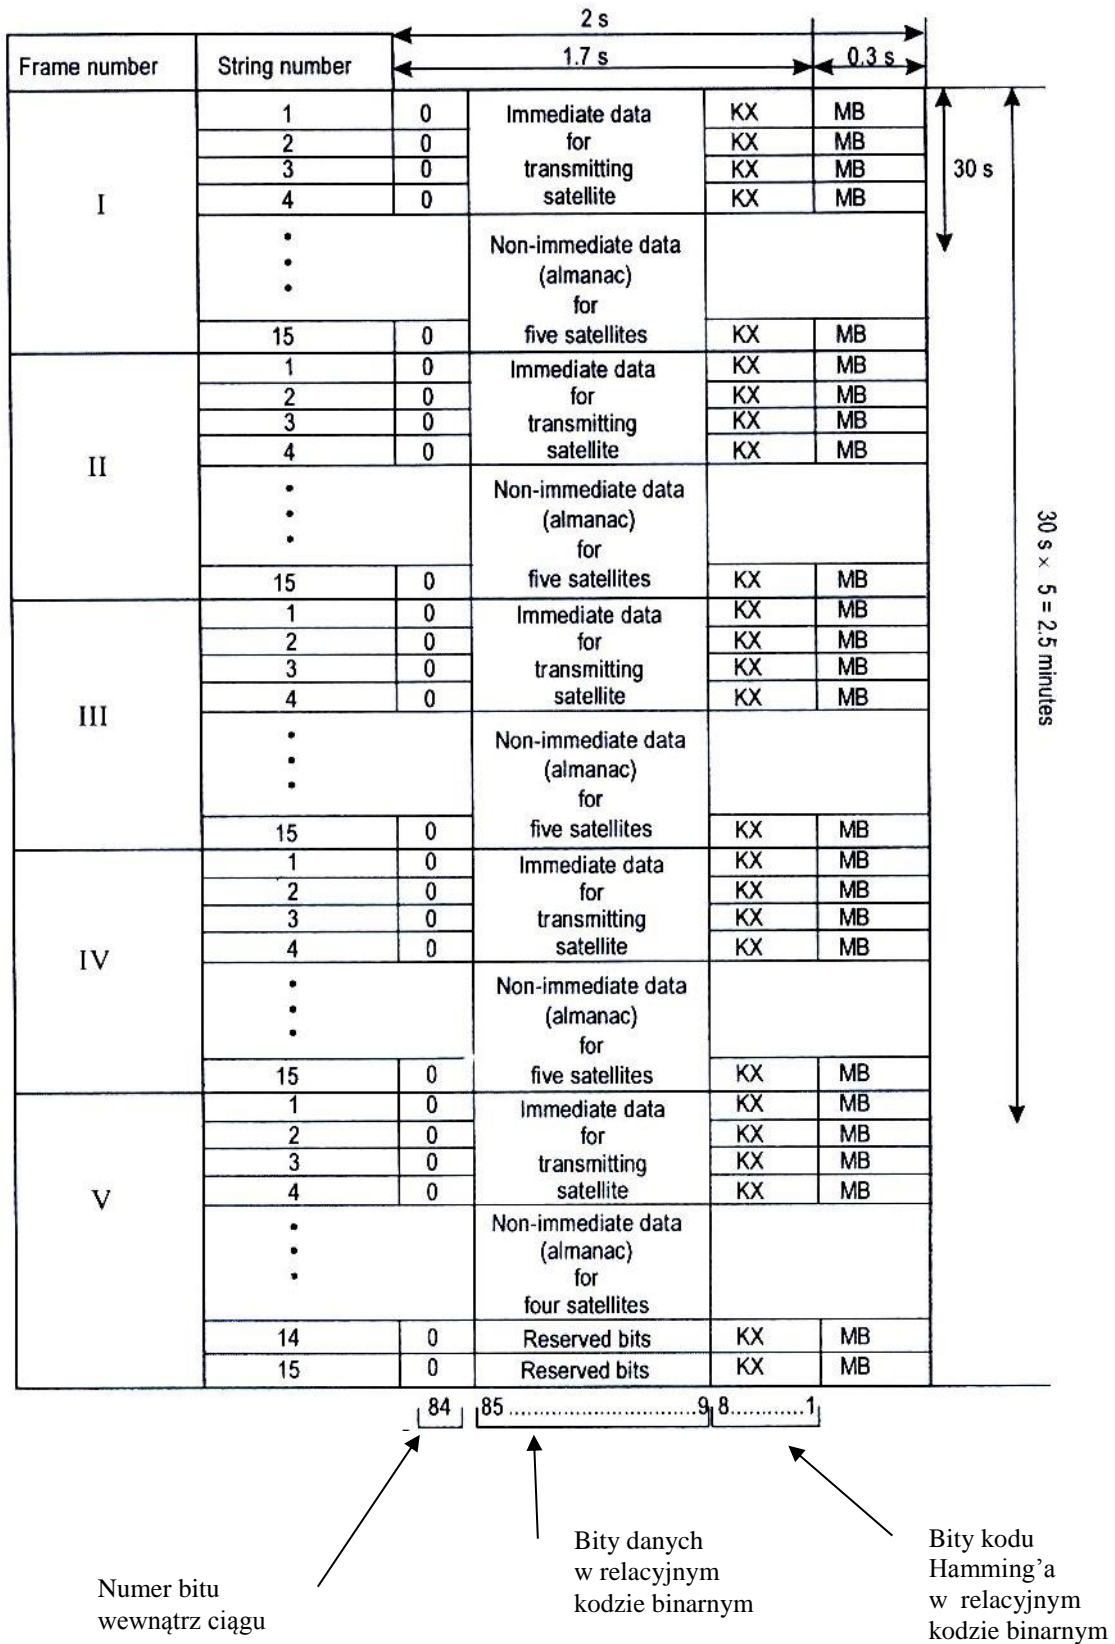 2 s
1.7 s
0.3 s
Frame number String number
I
1 0 Immediate data KX MB
2 0 for KX MB
3 0 transmitting KX MB
4 0 satellite KX MB
30 s
Non-immediate data
(almanac)
for
15 0 five satellites KX MB
II
1 0 Immediate data KX MB
2 0 for KX MB
3 0 transmitting KX MB
4 0 satellite KX MB
Non-immediate data
(almanac)
for
15 0 five satellites KX MB
30 s × 5 = 2.5 minutes
III
1 0 Immediate data KX MB
2 0 for KX MB
3 0 transmitting KX MB
4 0 satellite KX MB
Non-immediate data
(almanac)
for
15 0 five satellites KX MB
IV
1 0 Immediate data KX MB
2 0 for KX MB
3 0 transmitting KX MB
4 0 satellite KX MB
Non-immediate data
(almanac)
for
15 0 five satellites KX MB
V
1 0 Immediate data KX MB
2 0 for KX MB
3 0 transmitting KX MB
4 0 satellite KX MB
Non-immediate data
(almanac)
for
four satellites
14 0 Reserved bits KX MB
15 0 Reserved bits KX MB
84 85 ................................9 8............1
Numer bitu
wewnątrz ciągu
Bity danych
w relacyjnym
kodzie binarnym
Bity kodu
Hamming'a
w relacyjnym
kodzie binarnym